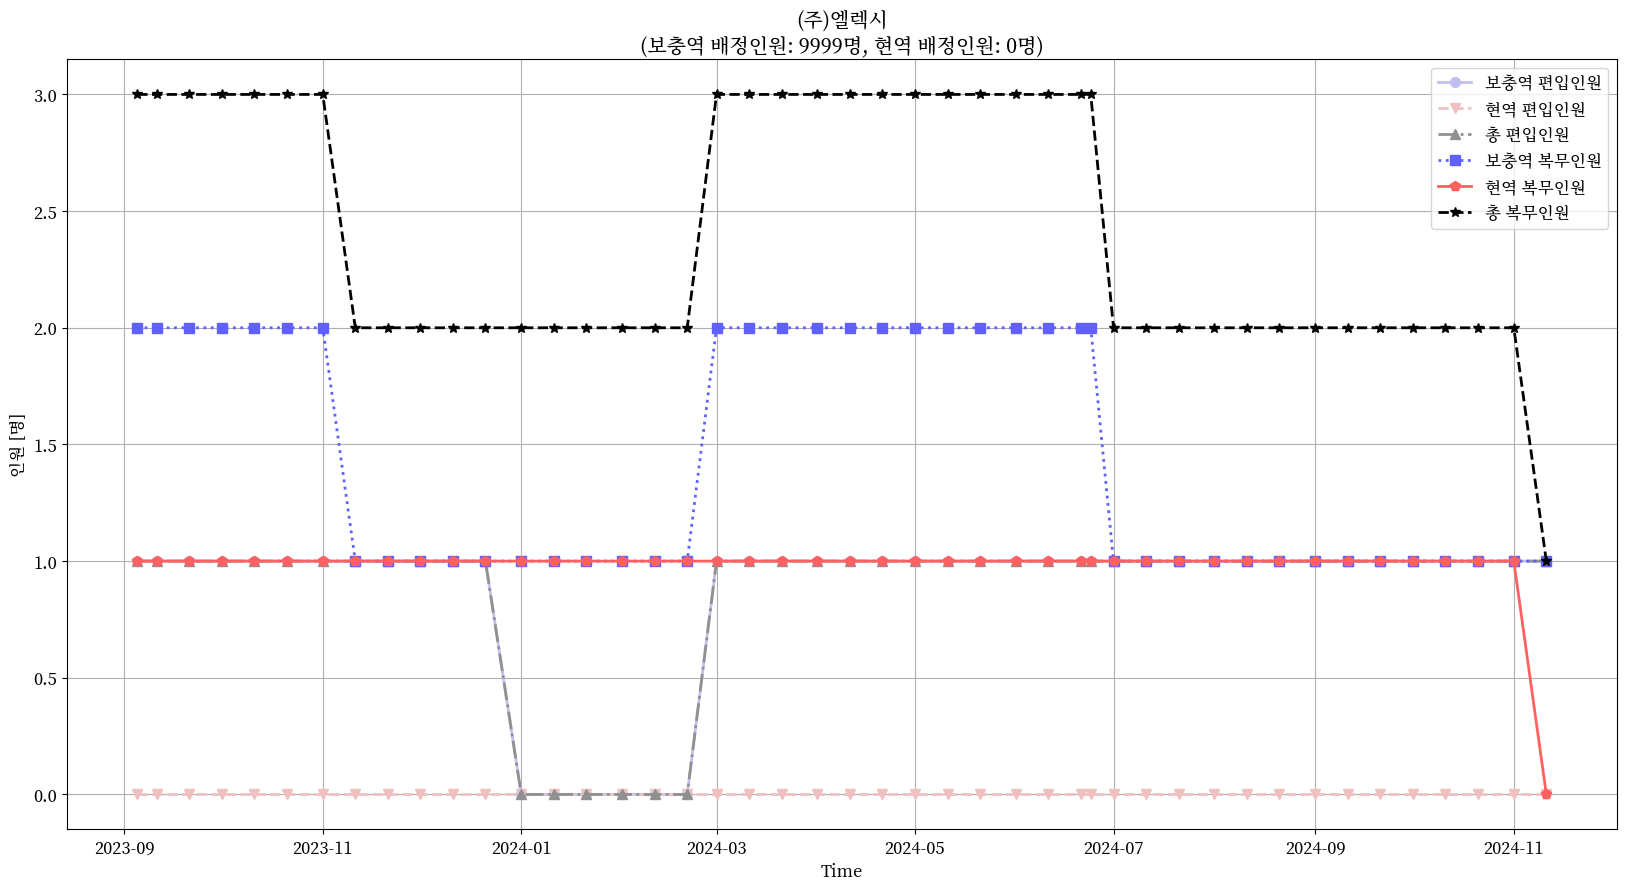 (주)엘렉시
(보충역 배정인원: 9999명, 현역 배정인원: 0명)
보충역 편입인원
현역 편입인원
총 편입인원
보충역 복무인원
현역 복무인원
총 복무인원
인원 [명]
3.0
2.5
2.0
1.5
1.0
0.5
0.0
2023-09 2023-11 2024-01 2024-03 2024-05 2024-07 2024-09 2024-11
Time